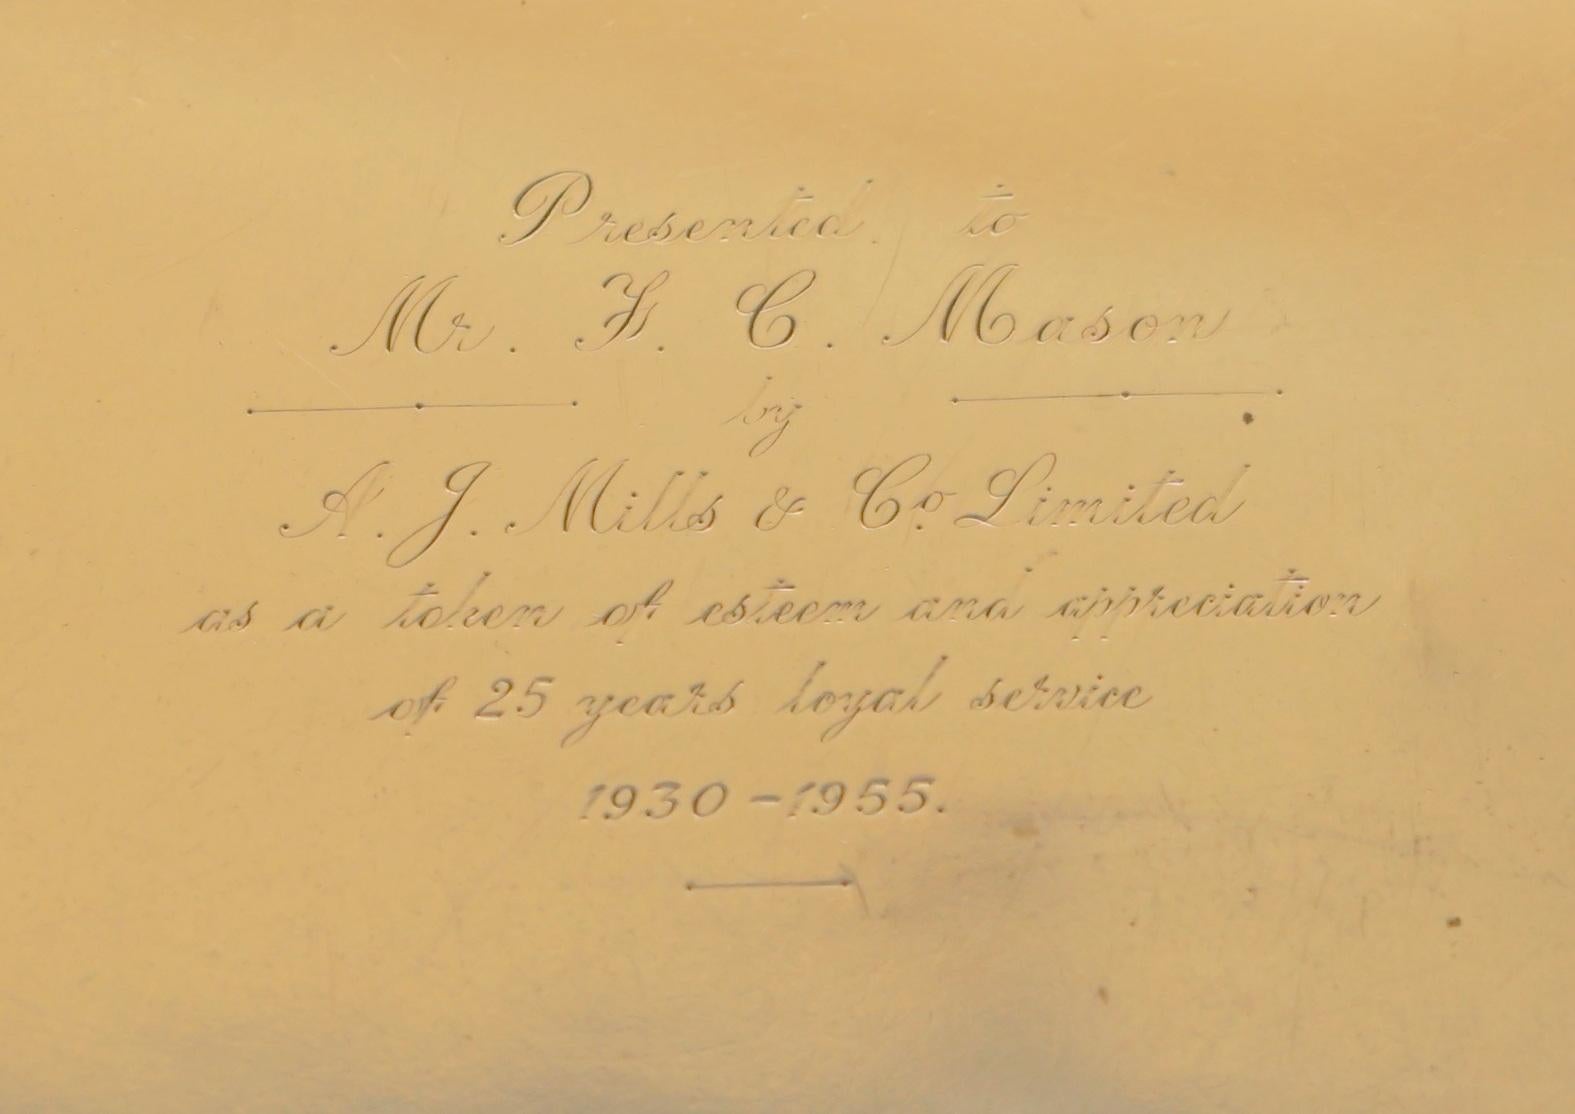 Presented to
Mr. F. C. Mason
by
A. J. Mills & Co. Limited
as a token of esteem and appreciation
of 25 years loyal service
1930-1955.